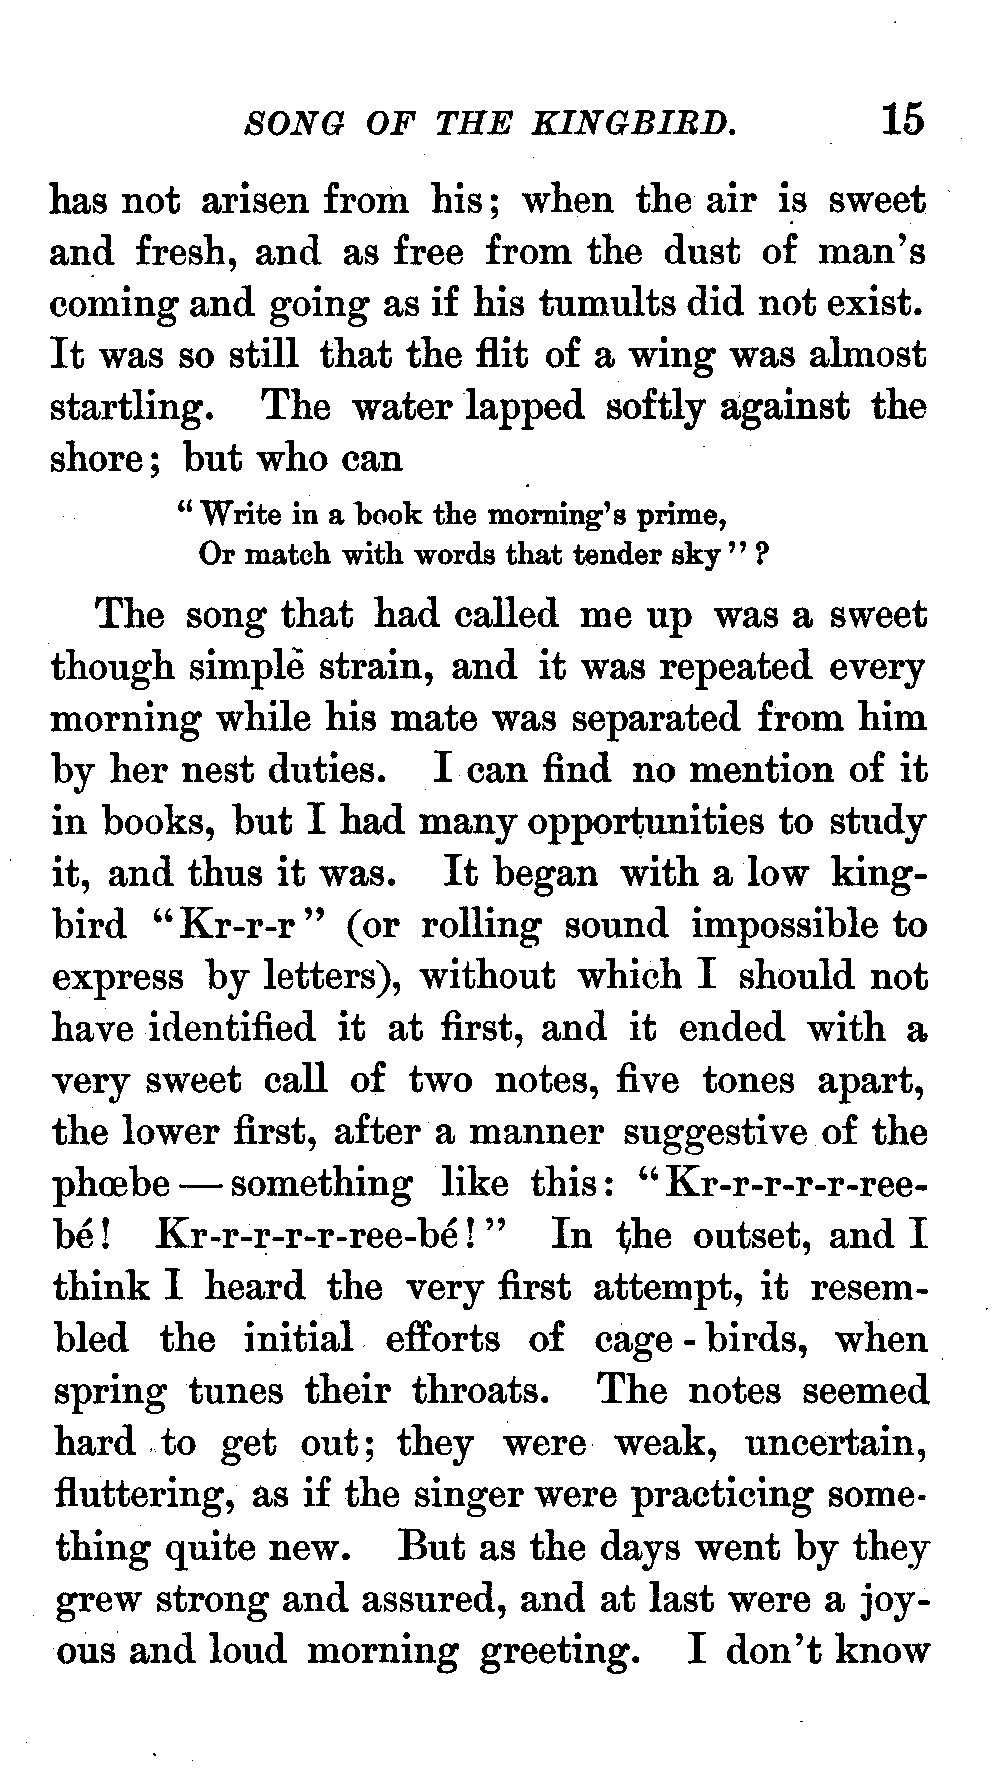 SONG OF THE KINGBIRD. 15
has not arisen from his; when the air is sweet
and fresh, and as free from the dust of man's
coming and going as if his tumults did not exist.
It was so still that the flit of a wing was almost
startling. The water lapped softly against the
shore; but who can
“Write in a book the morning's prime,
Or match with words that tender sky”?
The song that had called me up was a sweet
though simple strain, and it was repeated every
morning while his mate was separated from him
by her nest duties. I can find no mention of it
in books, but I had many opportunities to study
it, and thus it was. It began with a low king-
bird “Kr-r-r” (or rolling sound impossible to
express by letters), without which I should not
have identified it at first, and it ended with a
very sweet call of two notes, five tones apart,
the lower first, after a manner suggestive of the
phœbe — something like this: “Kr-r-r-r-r-ree-
bé! Kr-r-r-r-r-ree-bé!” In the outset, and I
think I heard the very first attempt, it resem-
bled the initial efforts of cage-birds, when
spring tunes their throats. The notes seemed
hard to get out; they were weak, uncertain,
fluttering, as if the singer were practicing some-
thing quite new. But as the days went by they
grew strong and assured, and at last were a joy-
ous and loud morning greeting. I don't know